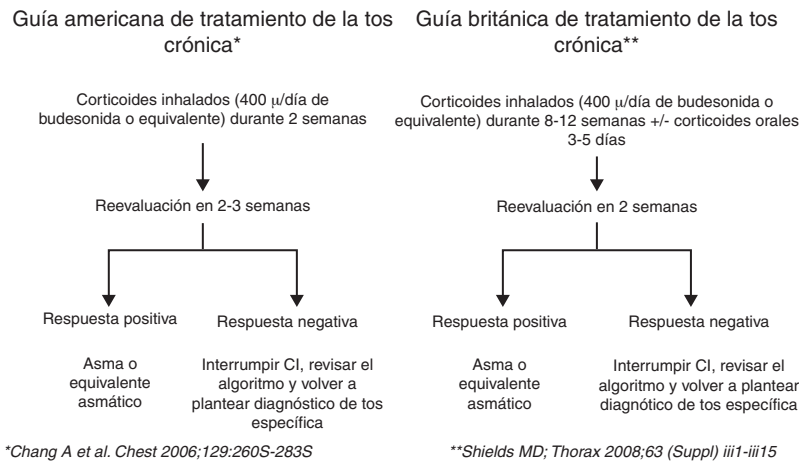 Guía americana de tratamiento de la tos
crónica*
Corticoides inhalados (400 μ/día de
budesonida o equivalente) durante 2 semanas
Reevaluación en 2-3 semanas
Respuesta positiva
Respuesta negativa
Asma o
equivalente
asmático
Interrumpir CI, revisar el
algoritmo y volver a
plantear diagnóstico de tos
específica
*Chang A et al. Chest 2006;129:260S-283S
Guía británica de tratamiento de la tos
crónica**
Corticoides inhalados (400 μ/día de budesonida o
equivalente) durante 8-12 semanas +/- corticoides orales
3-5 días
Reevaluación en 2 semanas
Respuesta positiva
Respuesta negativa
Asma o
equivalente
asmático
Interrumpir CI, revisar el
algoritmo y volver a plantear
diagnótico de tos específica
**Shields MD; Thorax 2008;63 (Suppl) iii1-iii15